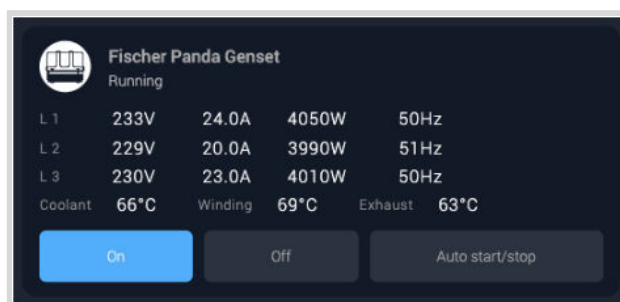 Fischer Panda Genset
Running
L 1 233V 24.0A 4050W 50Hz
L 2 229V 20.0A 3990W 51Hz
L 3 230V 23.0A 4010W 50Hz
Coolant 66°C Winding 69°C Exhaust 63°C
On Off Auto start/stop